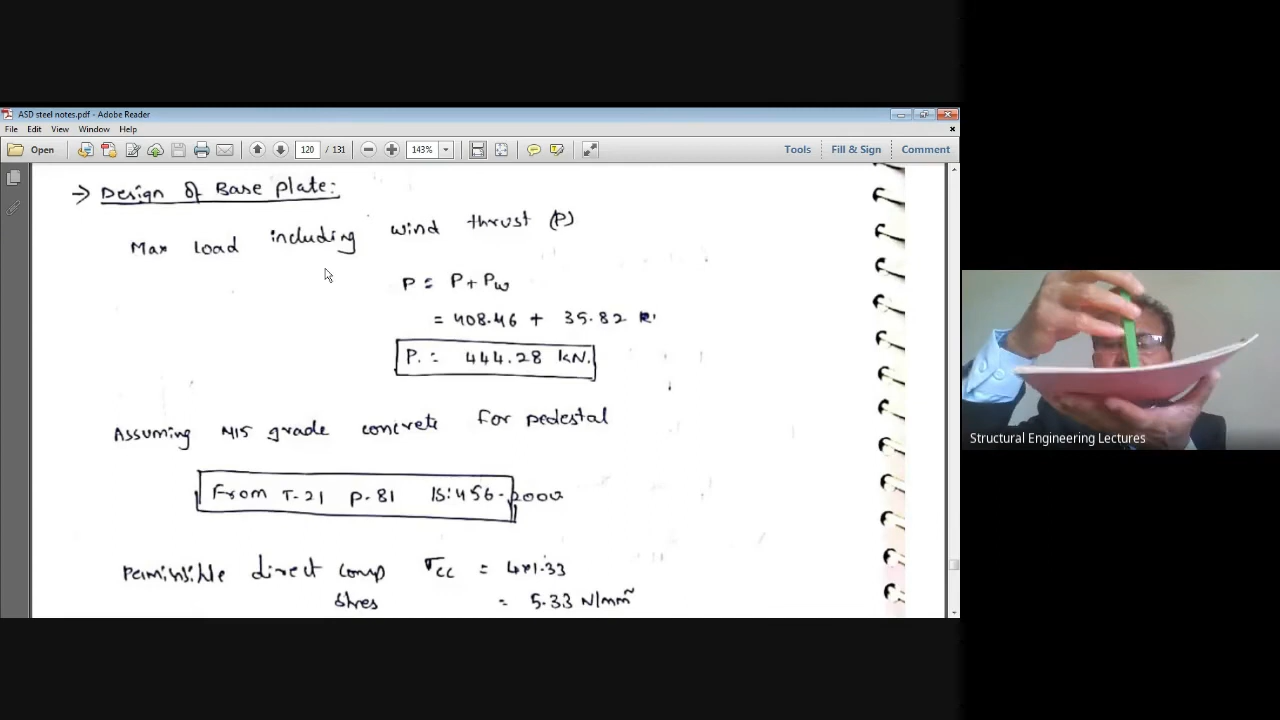 ASD steel notes.pdf - Adobe Reader
File Edit View Window Help
Open 120 / 131 143% Tools Fill & Sign Comment
→ Design of Base Plate:
Max load including wind thrust (P)
P = P + Pw
= 408.46 + 35.82 k.
P. = 444.28 kN.
Assuming M15 grade concrete for pedestal
From T-21 P-81 IS:456-2000
Permissible direct comp σcc = 4×1.33
stres = 5.33 N/mm²
Structural Engineering Lectures